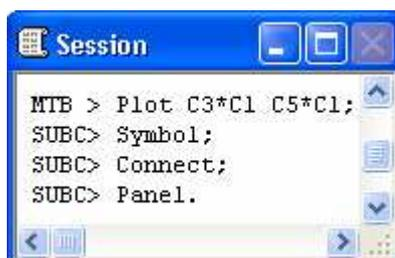 Session
MTB > Plot C3*C1 C5*C1;
SUBC> Symbol;
SUBC> Connect;
SUBC> Panel.